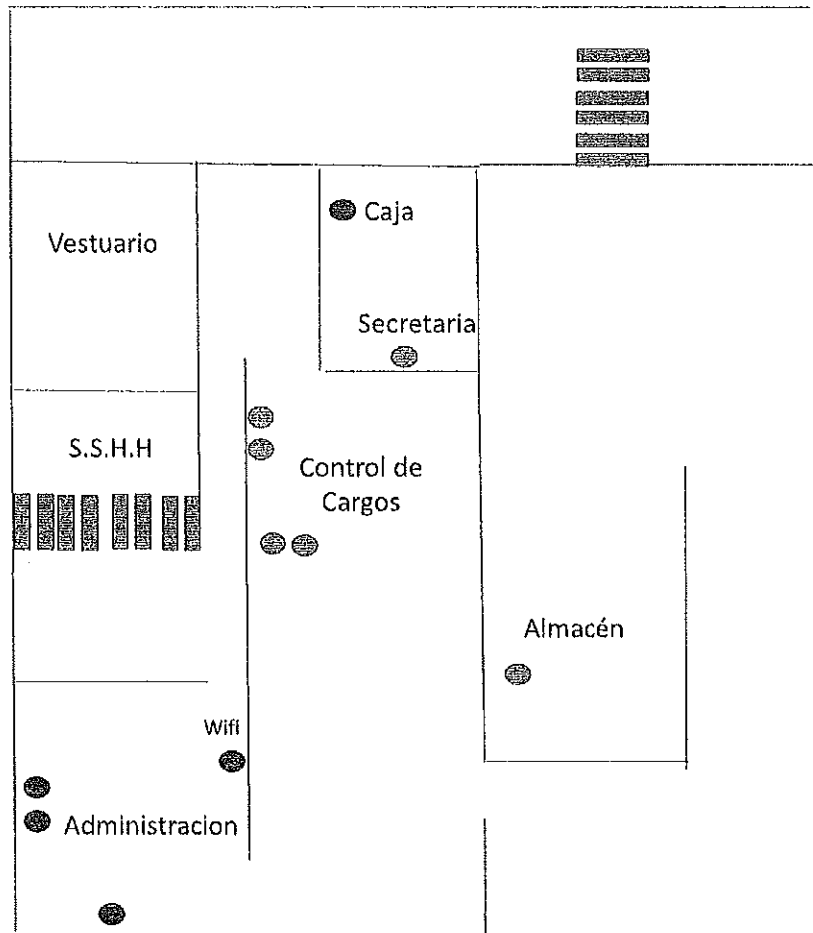 Caja
Vestuario
Secretaria
S.S.H.H
Control de
Cargos
Almacén
Wifi
Administracion